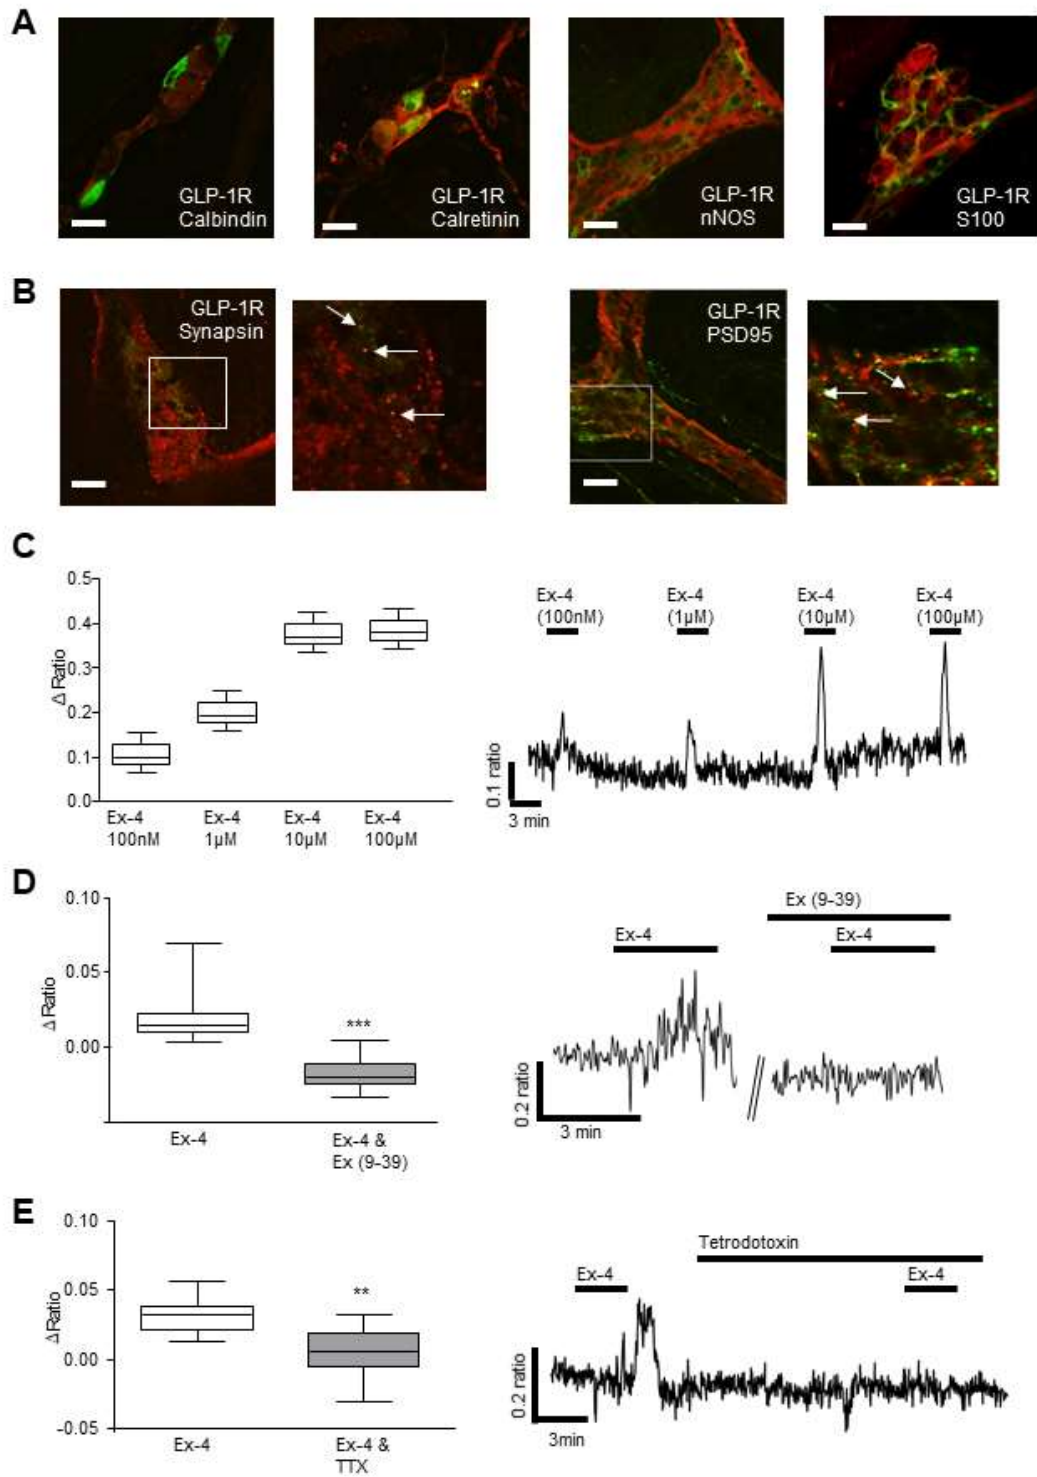 A
GLP-1R
Calbindin
GLP-1R
Calretinin
GLP-1R
nNOS
GLP-1R
S100
B
GLP-1R
Synapsin
GLP-1R
PSD95
C
Δ Ratio
0.5
0.4
0.3
0.2
0.1
0.0
Ex-4
100nM
Ex-4
1µM
Ex-4
10µM
Ex-4
100µM
Ex-4
(100nM)
Ex-4
(1µM)
Ex-4
(10µM)
Ex-4
(100µM)
0.1 ratio
3 min
D
Δ Ratio
0.10
0.05
0.00
***
Ex-4
Ex-4 &
Ex (9-39)
Ex (9-39)
Ex-4
Ex-4
0.2 ratio
3 min
E
Δ Ratio
0.10
0.05
0.00
-0.05
**
Ex-4
Ex-4 &
TTX
Tetrodotoxin
Ex-4
Ex-4
0.2 ratio
3min